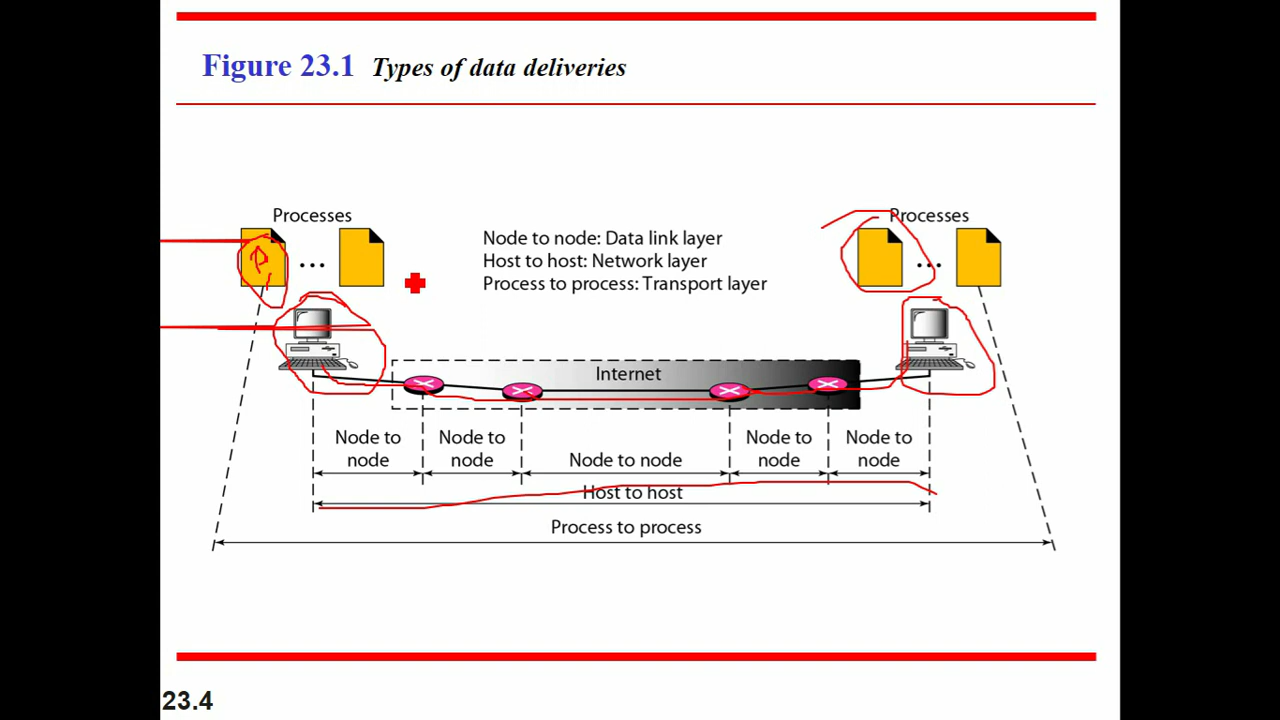 Figure 23.1 Types of data deliveries
Processes
Processes
Node to node: Data link layer
Host to host: Network layer
Process to process: Transport layer
P
...
...
Internet
Node to node
Node to node
Node to node
Node to node
Node to node
Host to host
Process to process
23.4